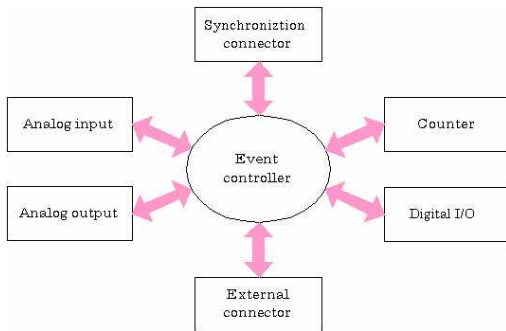 Synchroniztion
connector
Analog input
Counter
Event
controller
Analog output
Digital I/O
External
connector